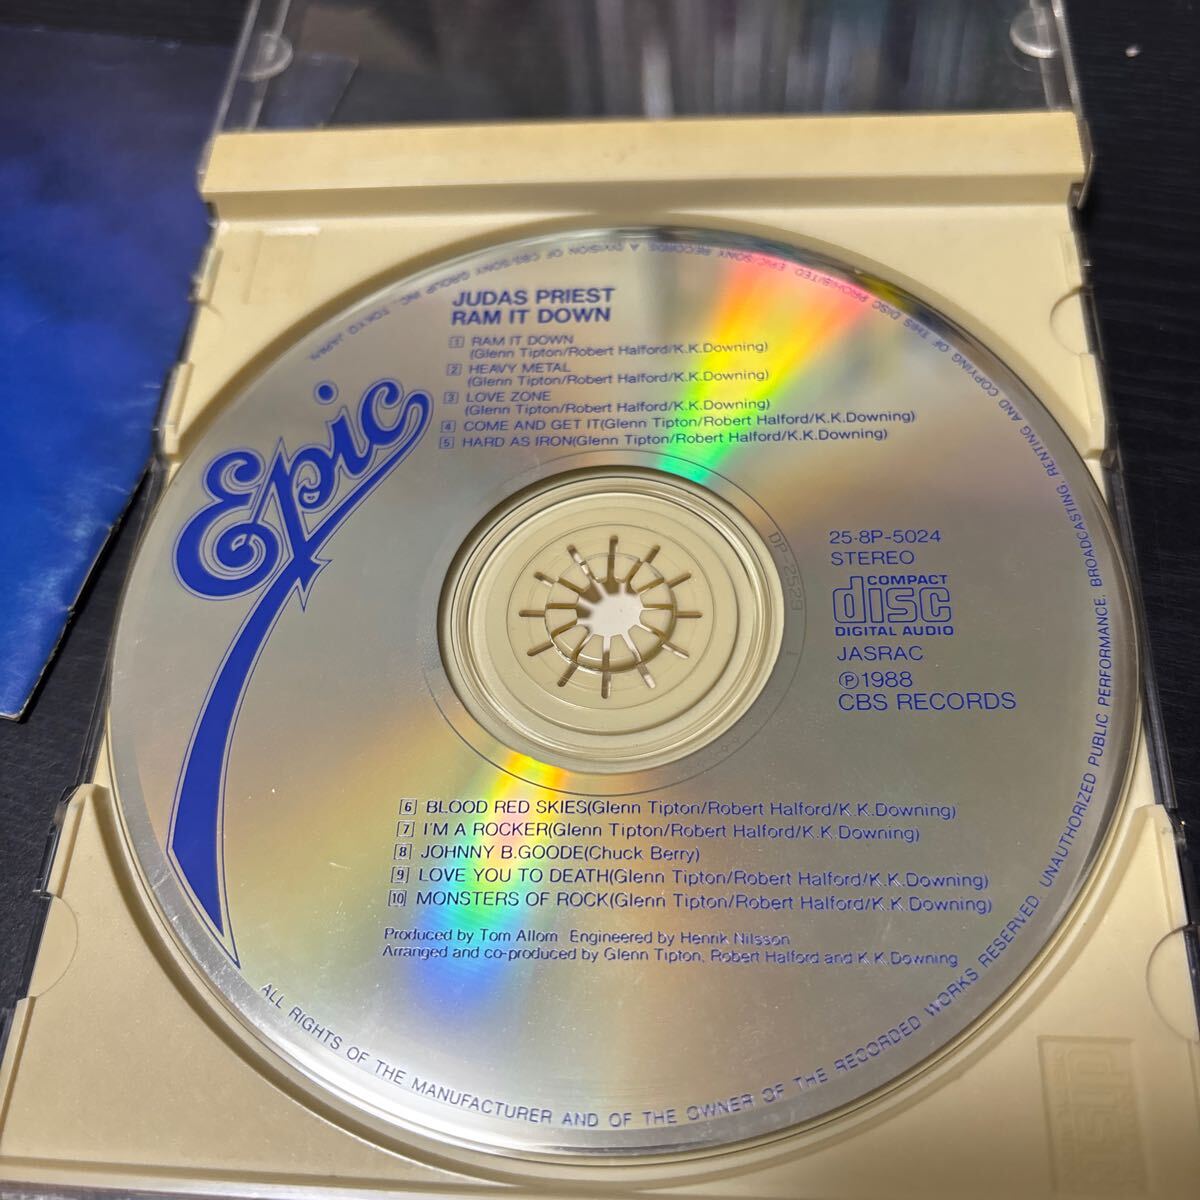 JUDAS PRIEST
RAM IT DOWN
1 RAM IT DOWN
(Glenn Tipton/Robert Halford/K.K.Downing)
2 HEAVY METAL
(Glenn Tipton/Robert Halford/K.K.Downing)
3 LOVE ZONE
(Glenn Tipton/Robert Halford/K.K.Downing)
4 COME AND GET IT(Glenn Tipton/Robert Halford/K.K.Downing)
5 HARD AS IRON(Glenn Tipton/Robert Halford/K.K.Downing)
Epic
25·8P-5024
STEREO
COMPACT
disc
DIGITAL AUDIO
JASRAC
Ⓟ1988
CBS RECORDS
DP-2529
6 BLOOD RED SKIES(Glenn Tipton/Robert Halford/K.K.Downing)
7 I'M A ROCKER(Glenn Tipton/Robert Halford/K.K.Downing)
8 JOHNNY B.GOODE(Chuck Berry)
9 LOVE YOU TO DEATH(Glenn Tipton/Robert Halford/K.K.Downing)
10 MONSTERS OF ROCK(Glenn Tipton/Robert Halford/K.K.Downing)
Produced by Tom Allom Engineered by Henrik Nilsson
Arranged and co-produced by Glenn Tipton, Robert Halford and K.K.Downing
ALL RIGHTS OF THE MANUFACTURER AND OF THE OWNER OF THE RECORDED WORKS RESERVED. UNAUTHORIZED PUBLIC PERFORMANCE, BROADCASTING, RENTING AND COPYING OF THIS DISC PROHIBITED. EPIC/SONY RECORDS A DIVISION OF CBS/SONY GROUP INC., TOKYO JAPAN.
disc